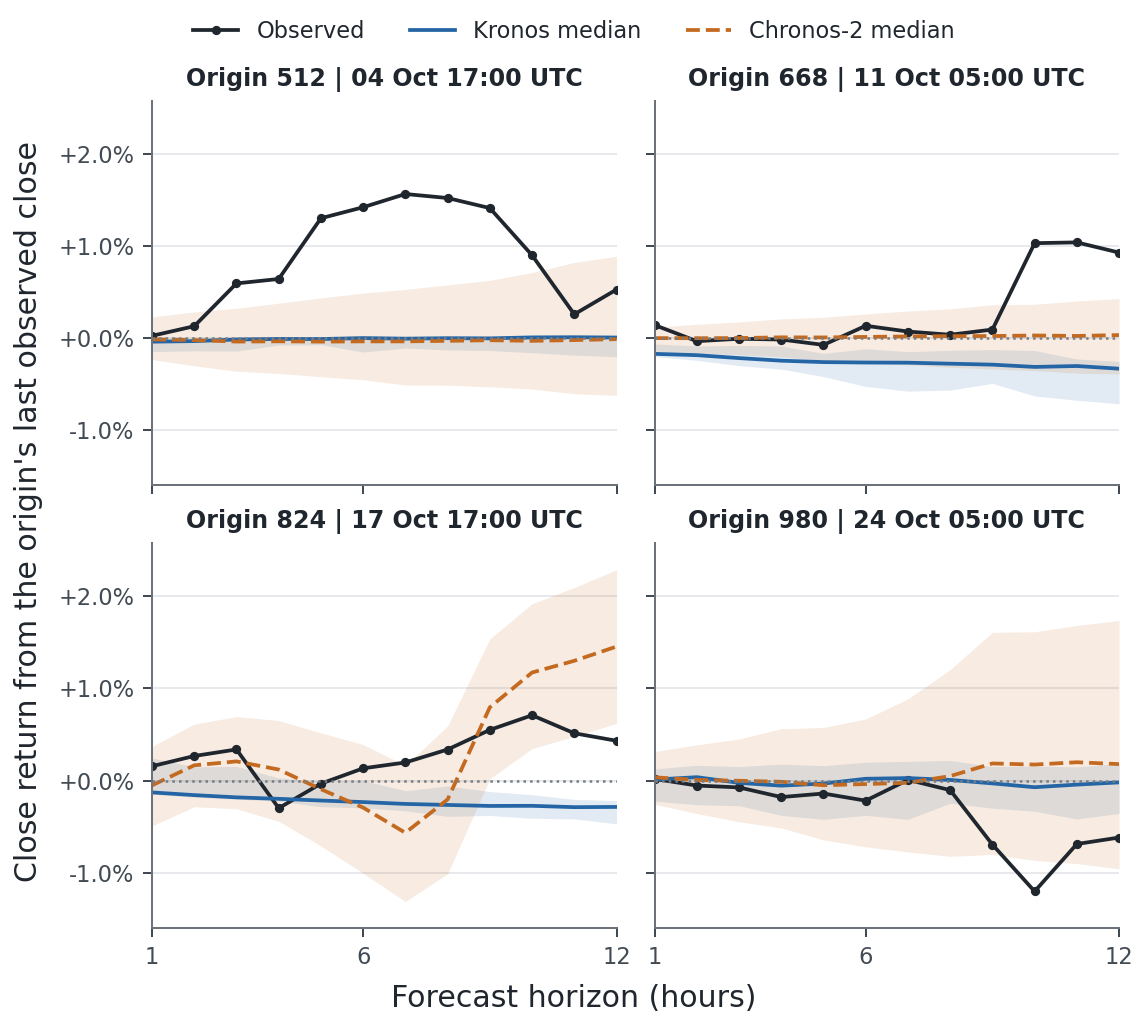 Observed Kronos median Chronos-2 median
Origin 512 | 04 Oct 17:00 UTC
Origin 668 | 11 Oct 05:00 UTC
Close return from the origin's last observed close
+2.0%
+1.0%
+0.0%
-1.0%
Origin 824 | 17 Oct 17:00 UTC
Origin 980 | 24 Oct 05:00 UTC
+2.0%
+1.0%
+0.0%
-1.0%
1 6 12
1 6 12
Forecast horizon (hours)